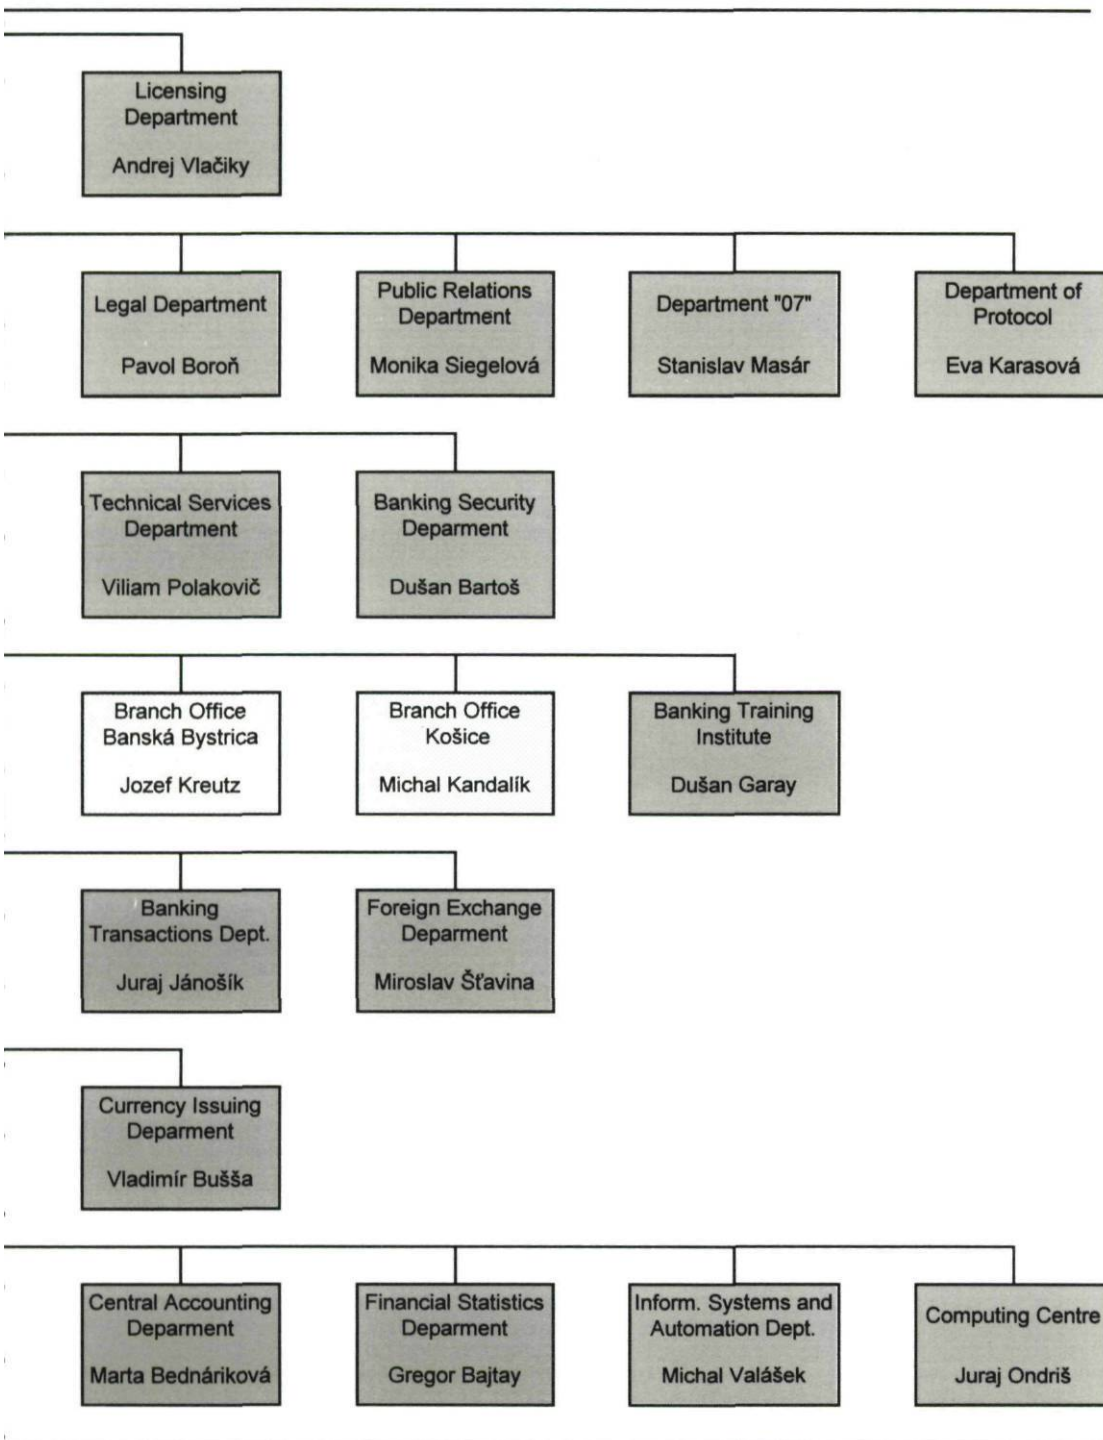 Licensing
Department
Andrej Vlačiky
Legal Department
Pavol Boroň
Public Relations
Department
Monika Siegelová
Department "07"
Stanislav Masár
Department of
Protocol
Eva Karasová
Technical Services
Department
Viliam Polakovič
Banking Security
Deparment
Dušan Bartoš
Branch Office
Banská Bystrica
Jozef Kreutz
Branch Office
Košice
Michal Kandalík
Banking Training
Institute
Dušan Garay
Banking
Transactions Dept.
Juraj Jánošík
Foreign Exchange
Deparment
Miroslav Šťavina
Currency Issuing
Deparment
Vladimír Bušša
Central Accounting
Deparment
Marta Bednáriková
Financial Statistics
Deparment
Gregor Bajtay
Inform. Systems and
Automation Dept.
Michal Valášek
Computing Centre
Juraj Ondriš